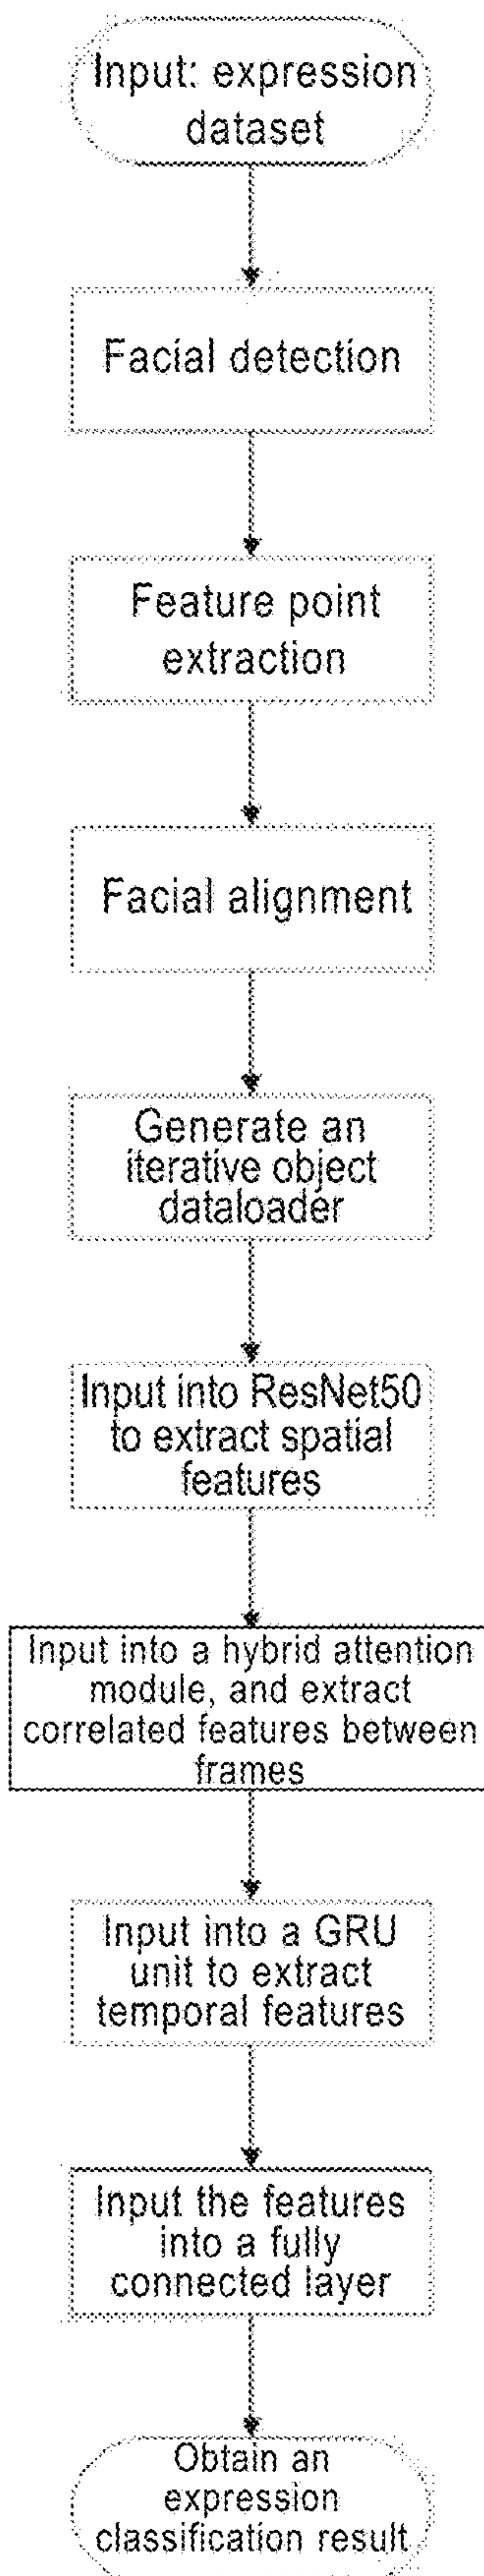 Input: expression
dataset
Facial detection
Feature point
extraction
Facial alignment
Generate an
iterative object
dataloader
Input into ResNet50
to extract spatial
features
Input into a hybrid attention
module, and extract
correlated features between
frames
Input into a GRU
unit to extract
temporal features
Input the features
into a fully
connected layer
Obtain an
expression
classification result